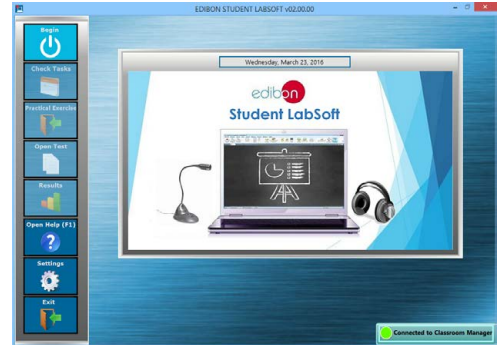 EDIBON STUDENT LABSOFT v02.00.00
Begin
Check Tasks
Practical Exercise
Open Text
Results
Open Help (F1)
Settings
Exit
Wednesday, March 23, 2016
edibon
Student LabSoft
Connected to Classroom Manager